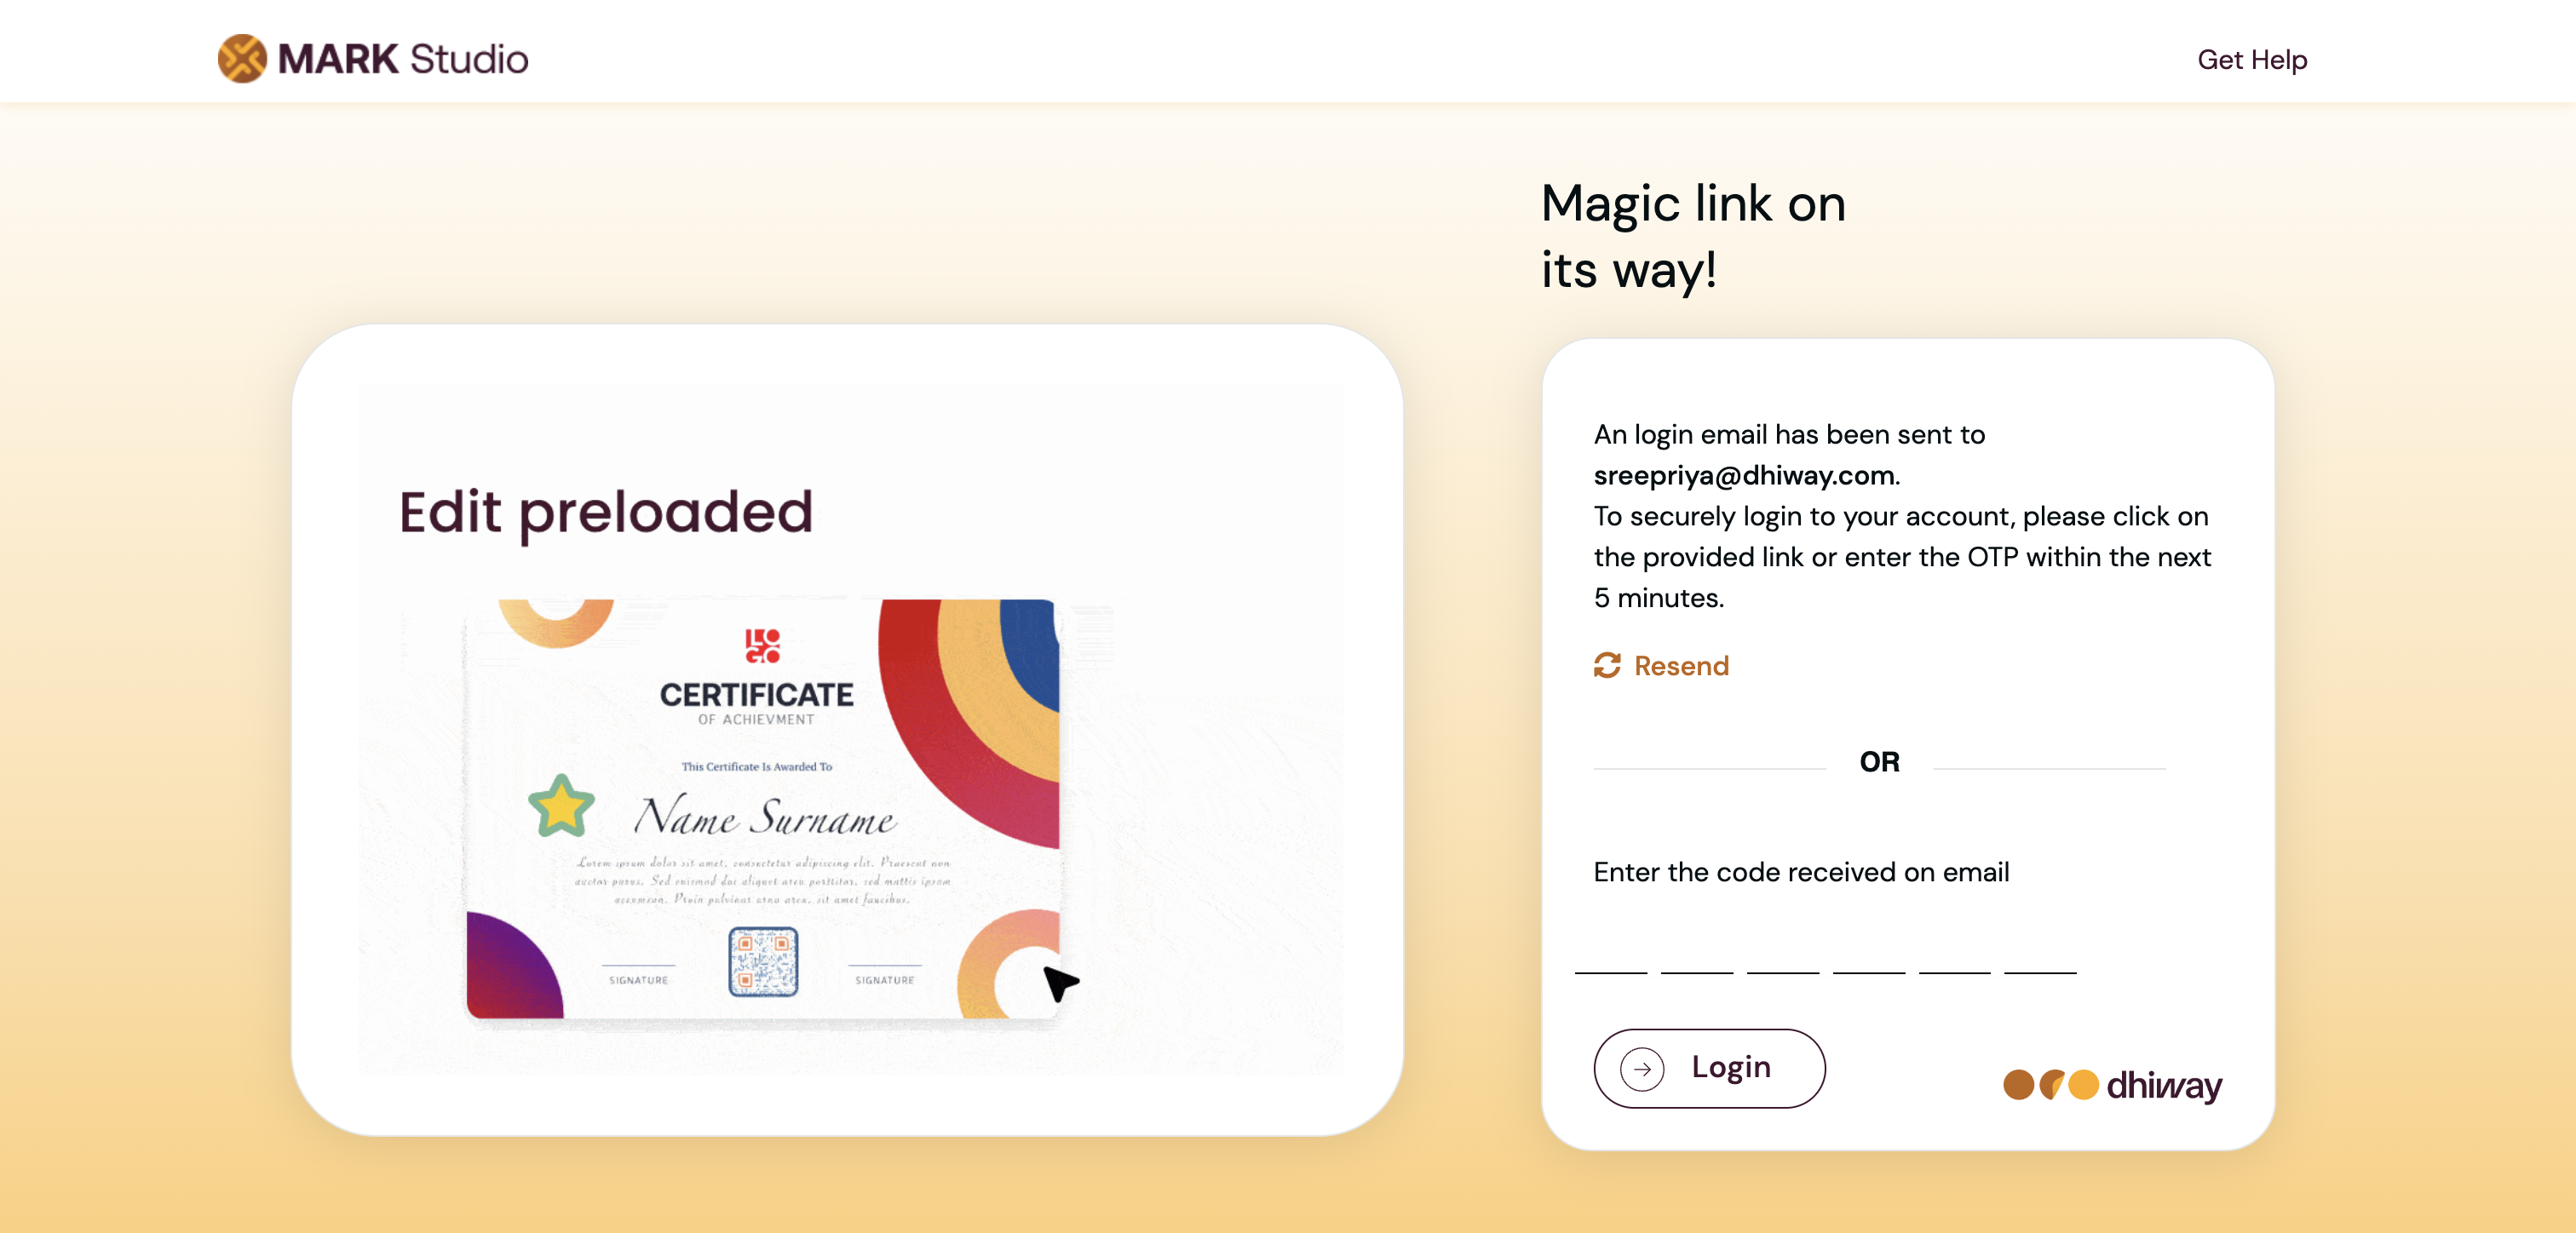 MARK Studio
Get Help
Magic link on
its way!
Edit preloaded
LOGO
CERTIFICATE
OF ACHIEVMENT
This Certificate Is Awarded To
Name Surname
Lorem ipsum dolor sit amet, consectetur adipiscing elit. Praesent non
auctor purus. Sed euismod dui aliquet arcu porttitor, sed mattis ipsum
accumsan. Proin pulvinar urna arcu, sit amet faucibus.
SIGNATURE
SIGNATURE
An login email has been sent to
sreepriya@dhiway.com.
To securely login to your account, please click on
the provided link or enter the OTP within the next
5 minutes.
Resend
OR
Enter the code received on email
Login
dhiway